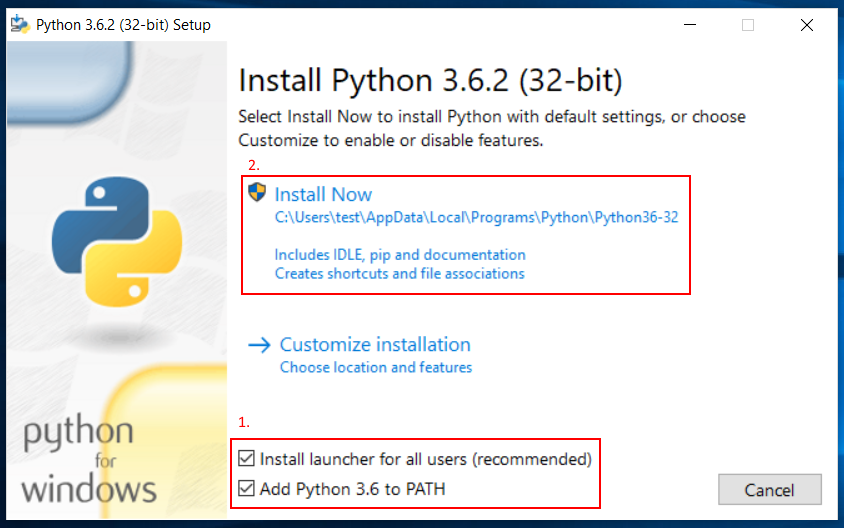 Python 3.6.2 (32-bit) Setup
Install Python 3.6.2 (32-bit)
Select Install Now to install Python with default settings, or choose
Customize to enable or disable features.
2.
Install Now
C:\Users\test\AppData\Local\Programs\Python\Python36-32
Includes IDLE, pip and documentation
Creates shortcuts and file associations
Customize installation
Choose location and features
1.
Install launcher for all users (recommended)
Add Python 3.6 to PATH
Cancel
python
for
windows